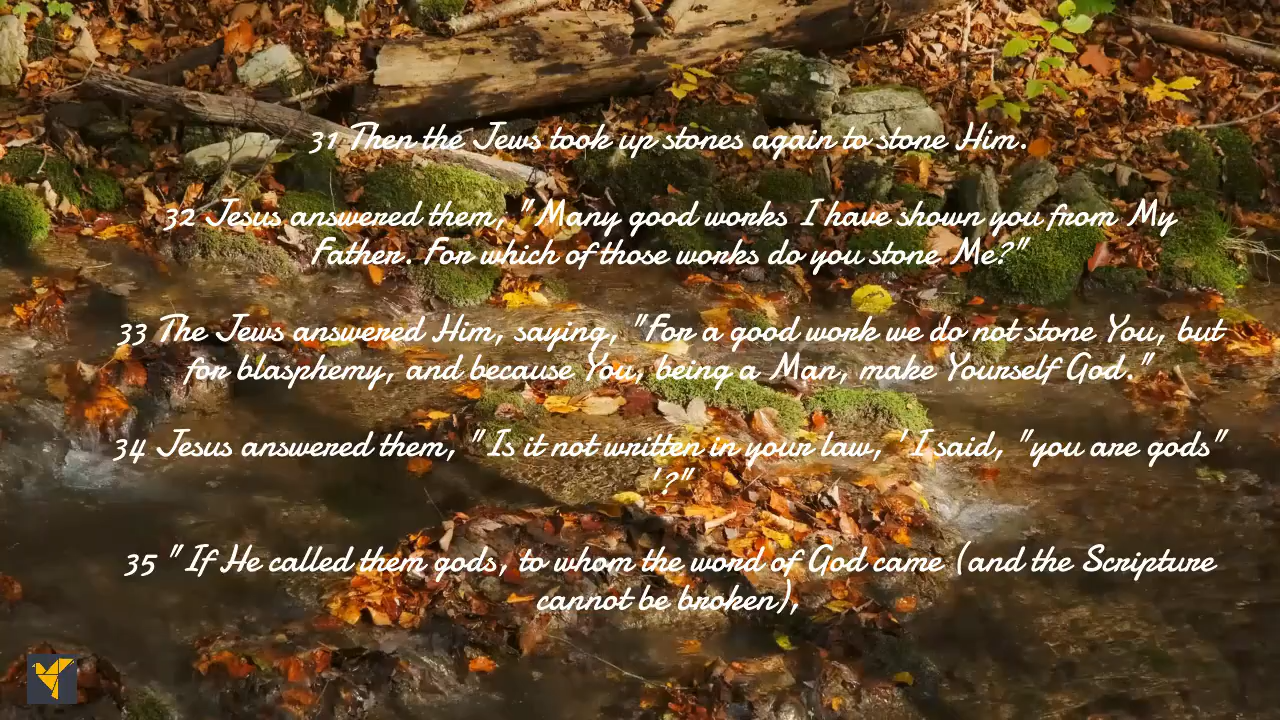 31 Then the Jews took up stones again to stone Him.
32 Jesus answered them, "Many good works I have shown you from My
Father. For which of those works do you stone Me?"
33 The Jews answered Him, saying, "For a good work we do not stone You, but
for blasphemy, and because You, being a Man, make Yourself God."
34 Jesus answered them, "Is it not written in your law, 'I said, "you are gods"
'?"
35 "If He called them gods, to whom the word of God came (and the Scripture
cannot be broken),